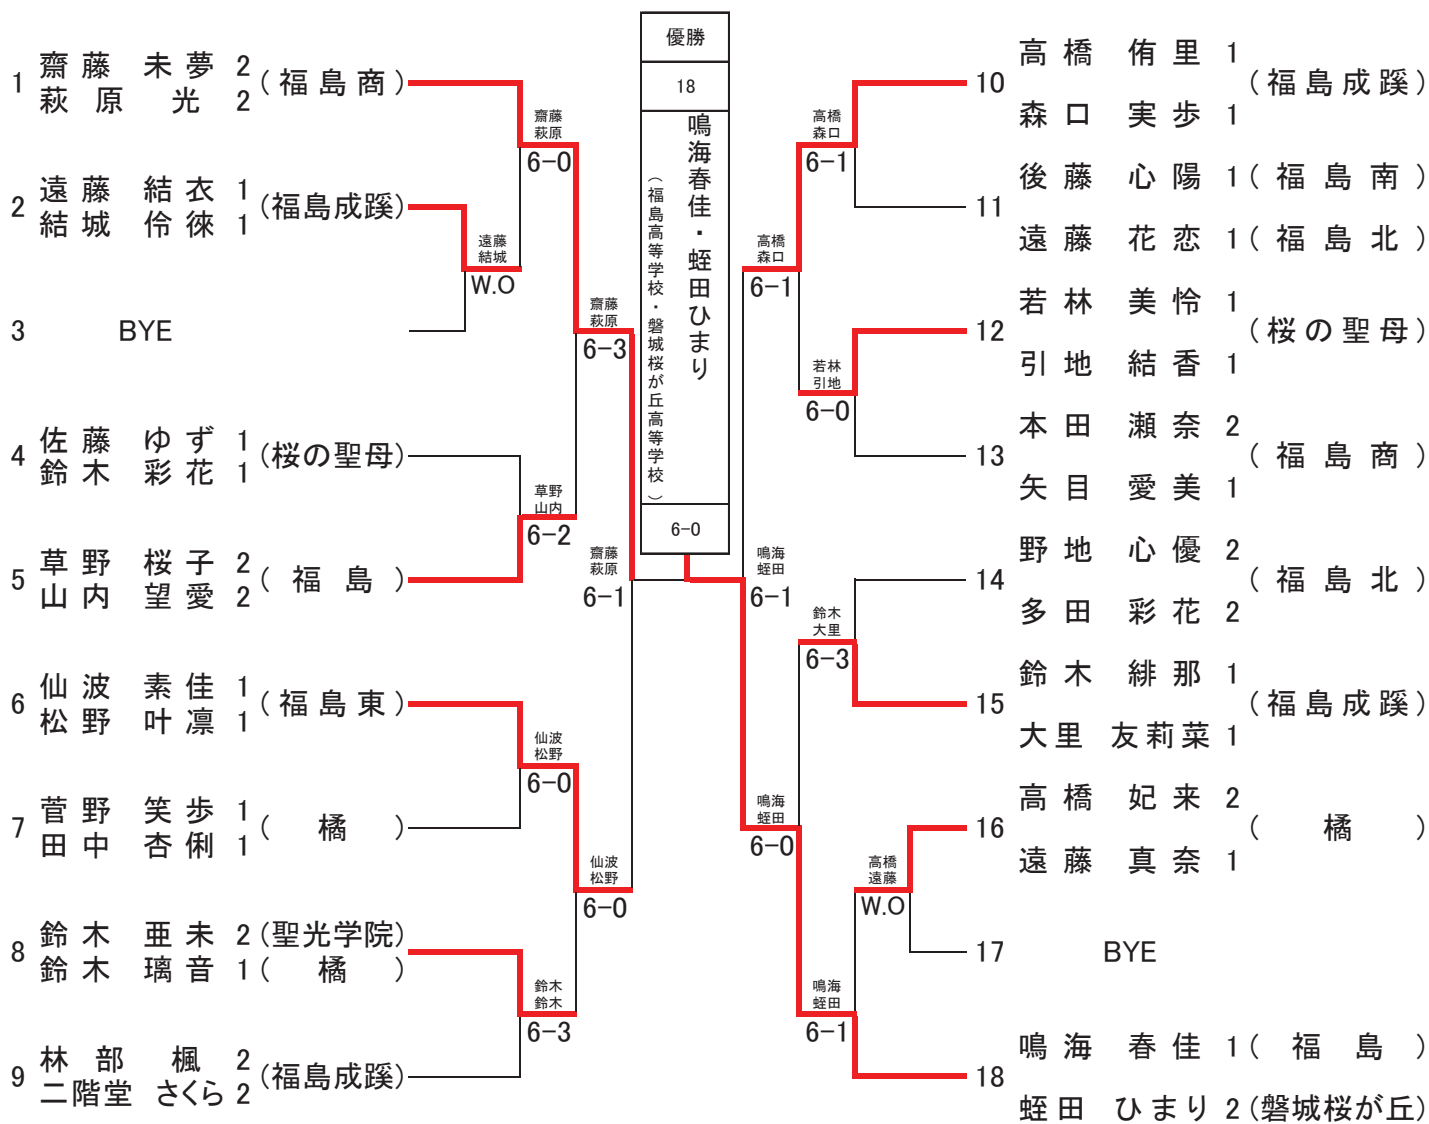 優勝
18
鳴海春佳・蛭田ひまり
（福島高等学校・磐城桜が丘高等学校）
6-0
1 齋藤 未夢 2 (福島商)
萩原 光 2
2 遠藤 結衣 1 (福島成蹊)
結城 伶徠 1
3 BYE
4 佐藤 ゆず 1 (桜の聖母)
鈴木 彩花 1
5 草野 桜子 2 (福島)
山内 望愛 2
6 仙波 素佳 1 (福島東)
松野 叶凛 1
7 菅野 笑歩 1 (橘)
田中 杏俐 1
8 鈴木 亜未 2 (聖光学院)
鈴木 璃音 1 (橘)
9 林部 楓 2 (福島成蹊)
二階堂 さくら 2
齋藤
萩原
6-0
遠藤
結城
W.O
齋藤
萩原
6-3
草野
山内
6-2
齋藤
萩原
6-1
仙波
松野
6-0
仙波
松野
6-0
鈴木
鈴木
6-3
高橋
森口
6-1
高橋
森口
6-1
若林
引地
6-0
鳴海
蛭田
6-1
鈴木
大里
6-3
鳴海
蛭田
6-0
高橋
遠藤
W.O
鳴海
蛭田
6-1
10 高橋 侑里 1 (福島成蹊)
森口 実歩 1
11 後藤 心陽 1 (福島南)
遠藤 花恋 1 (福島北)
12 若林 美怜 1 (桜の聖母)
引地 結香 1
13 本田 瀬奈 2 (福島商)
矢目 愛美 1
14 野地 心優 2 (福島北)
多田 彩花 2
15 鈴木 緋那 1 (福島成蹊)
大里 友莉菜 1
16 高橋 妃来 2 (橘)
遠藤 真奈 1
17 BYE
18 鳴海 春佳 1 (福島)
蛭田 ひまり 2 (磐城桜が丘)